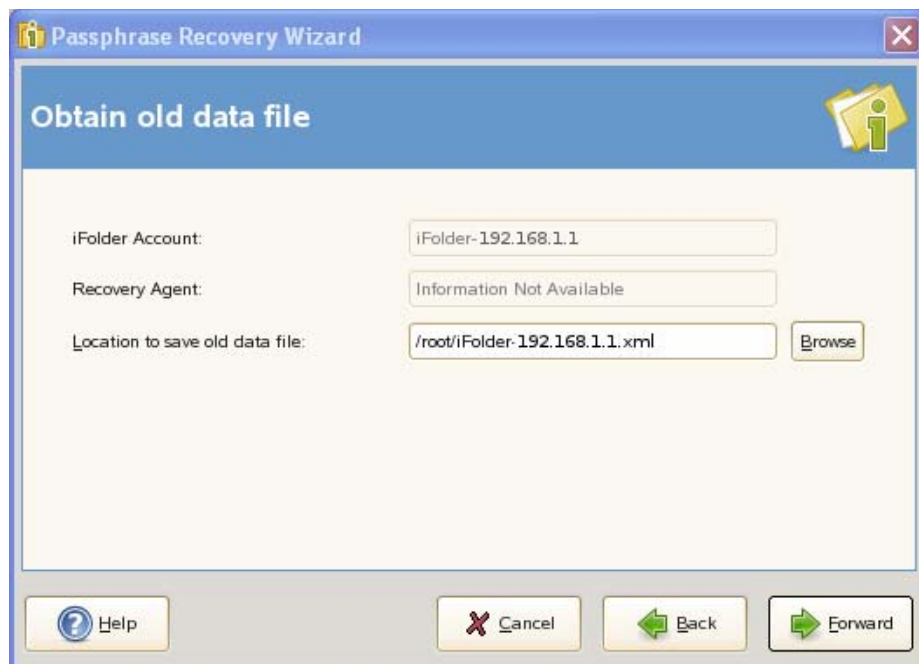 Passphrase Recovery Wizard
Obtain old data file
iFolder Account: iFolder-192.168.1.1
Recovery Agent: Information Not Available
Location to save old data file: /root/iFolder-192.168.1.1.xml Browse
Help Cancel Back Forward